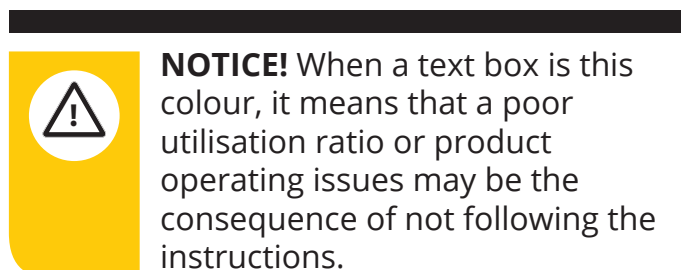 NOTICE! When a text box is this
colour, it means that a poor
utilisation ratio or product
operating issues may be the
consequence of not following the
instructions.